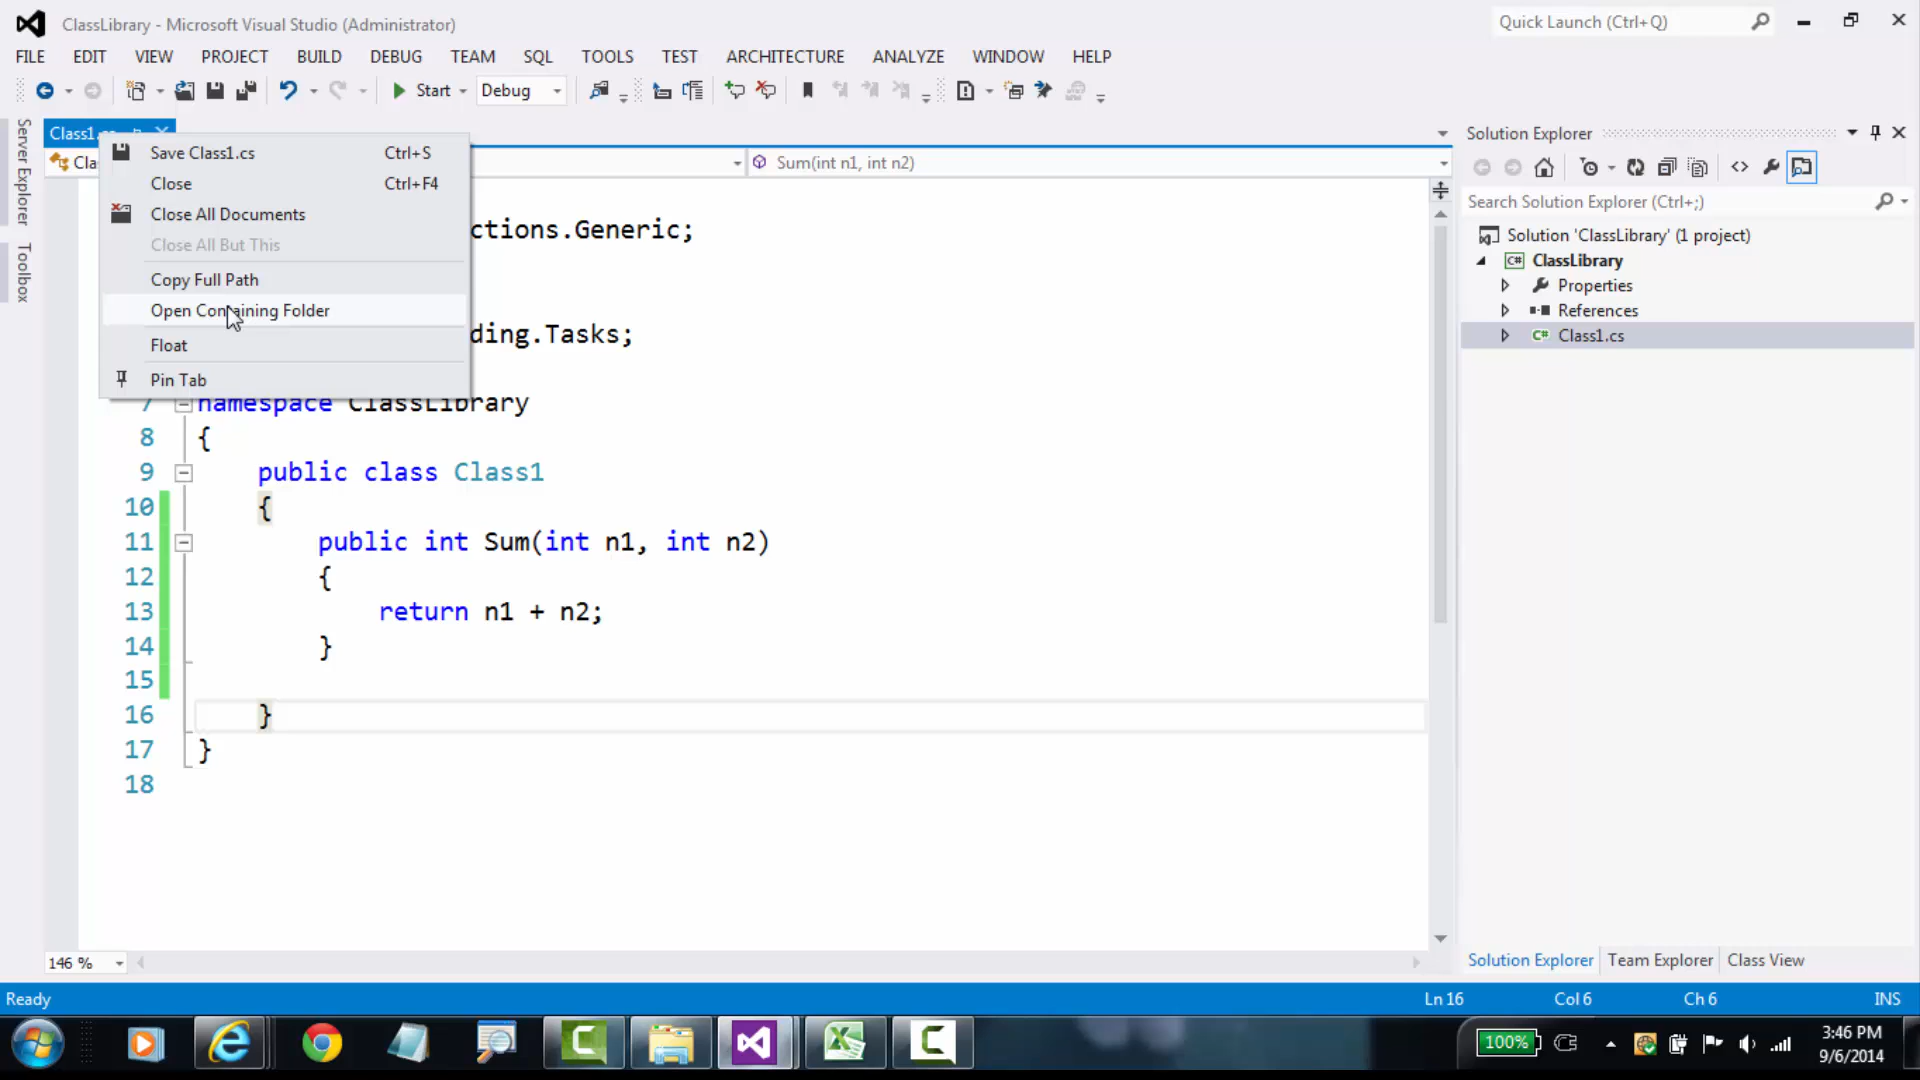 ClassLibrary - Microsoft Visual Studio (Administrator)
Quick Launch (Ctrl+Q)
FILE EDIT VIEW PROJECT BUILD DEBUG TEAM SQL TOOLS TEST ARCHITECTURE ANALYZE WINDOW HELP
Start Debug
Server Explorer
Toolbox
Class1.
Cla
Sum(int n1, int n2)
Save Class1.cs Ctrl+S
Close Ctrl+F4
Close All Documents
Close All But This
Copy Full Path
Open Containing Folder
Float
Pin Tab
ctions.Generic;
ding.Tasks;
7 namespace ClassLibrary
8 {
9 public class Class1
10 {
11 public int Sum(int n1, int n2)
12 {
13 return n1 + n2;
14 }
15
16 }
17 }
18
146 %
Solution Explorer
Search Solution Explorer (Ctrl+;)
Solution 'ClassLibrary' (1 project)
C# ClassLibrary
Properties
References
C# Class1.cs
Solution Explorer Team Explorer Class View
Ready Ln 16 Col 6 Ch 6 INS
100%
3:46 PM
9/6/2014